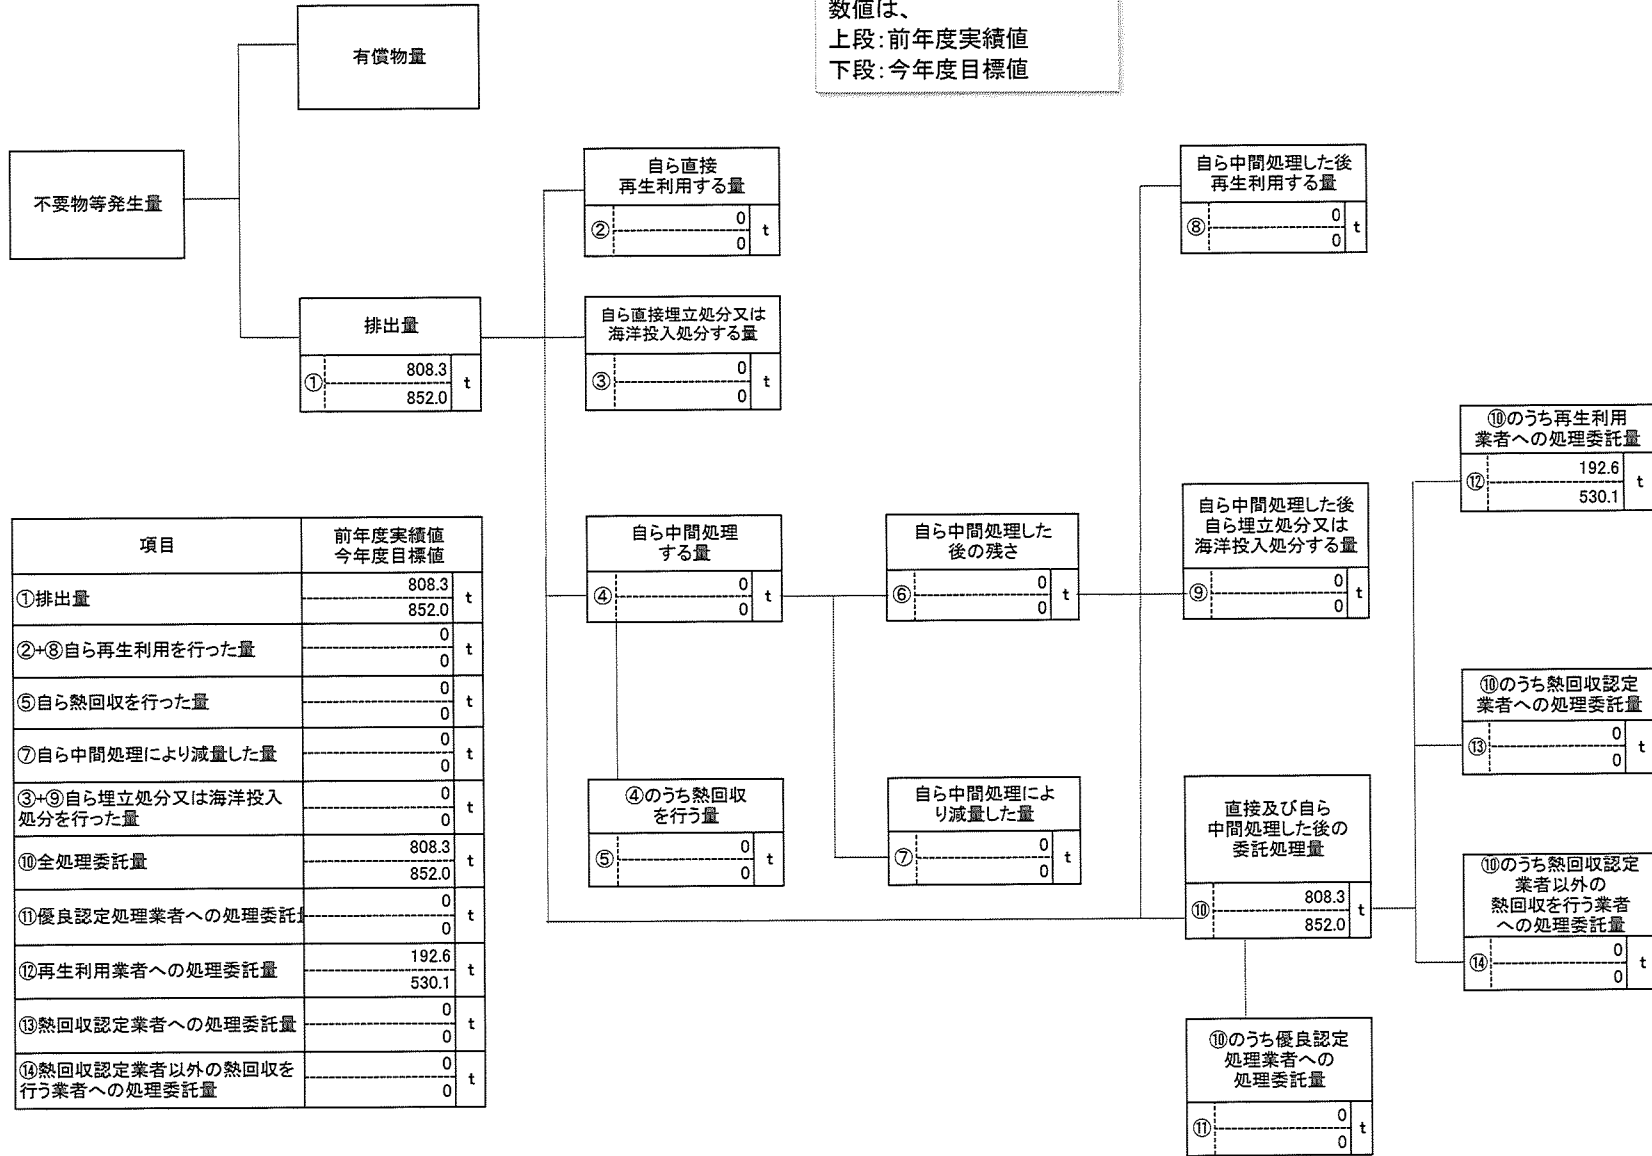 数値は、
上段:前年度実績値
下段:今年度目標値
有償物量
不要物等発生量
排出量
① 808.3 t
852.0
自ら直接
再生利用する量
② 0 t
0
自ら直接埋立処分又は
海洋投入処分する量
③ 0 t
0
自ら中間処理
する量
④ 0 t
0
④のうち熱回収
を行う量
⑤ 0 t
0
自ら中間処理した
後の残さ
⑥ 0 t
0
自ら中間処理によ
り減量した量
⑦ 0 t
0
自ら中間処理した後
再生利用する量
⑧ 0 t
0
自ら中間処理した後
自ら埋立処分又は
海洋投入処分する量
⑨ 0 t
0
直接及び自ら
中間処理した後の
委託処理量
⑩ 808.3 t
852.0
⑩のうち優良認定
処理業者への
処理委託量
⑪ 0 t
0
⑩のうち再生利用
業者への処理委託量
⑫ 192.6 t
530.1
⑩のうち熱回収認定
業者への処理委託量
⑬ 0 t
0
⑩のうち熱回収認定
業者以外の
熱回収を行う業者
への処理委託量
⑭ 0 t
0
項目 前年度実績値
今年度目標値
①排出量 808.3 t
852.0
②+⑧自ら再生利用を行った量 0 t
0
⑤自ら熱回収を行った量 0 t
0
⑦自ら中間処理により減量した量 0 t
0
③+⑨自ら埋立処分又は海洋投入
処分を行った量 0 t
0
⑩全処理委託量 808.3 t
852.0
⑪優良認定処理業者への処理委託 0 t
0
⑫再生利用業者への処理委託量 192.6 t
530.1
⑬熱回収認定業者への処理委託量 0 t
0
⑭熱回収認定業者以外の熱回収を
行う業者への処理委託量 0 t
0